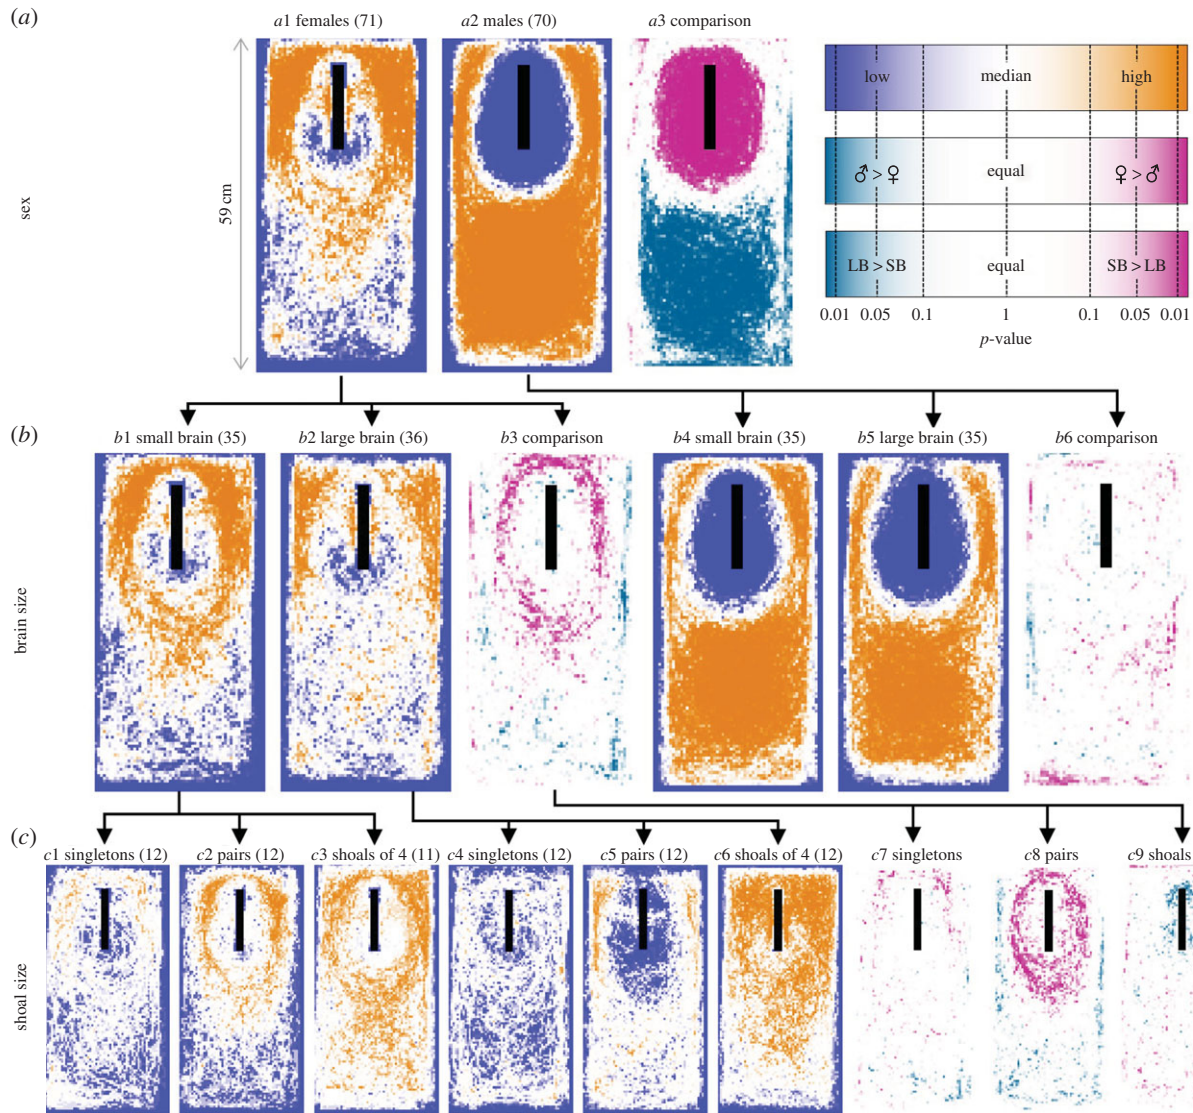 (a)
a1 females (71)
a2 males (70)
a3 comparison
low
median
high
♂ > ♀
equal
♀ > ♂
LB > SB
equal
SB > LB
0.01 0.05 0.1 1 0.1 0.05 0.01
p-value
59 cm
sex
(b)
b1 small brain (35)
b2 large brain (36)
b3 comparison
b4 small brain (35)
b5 large brain (35)
b6 comparison
brain size
(c)
c1 singletons (12)
c2 pairs (12)
c3 shoals of 4 (11)
c4 singletons (12)
c5 pairs (12)
c6 shoals of 4 (12)
c7 singletons
c8 pairs
c9 shoals
shoal size